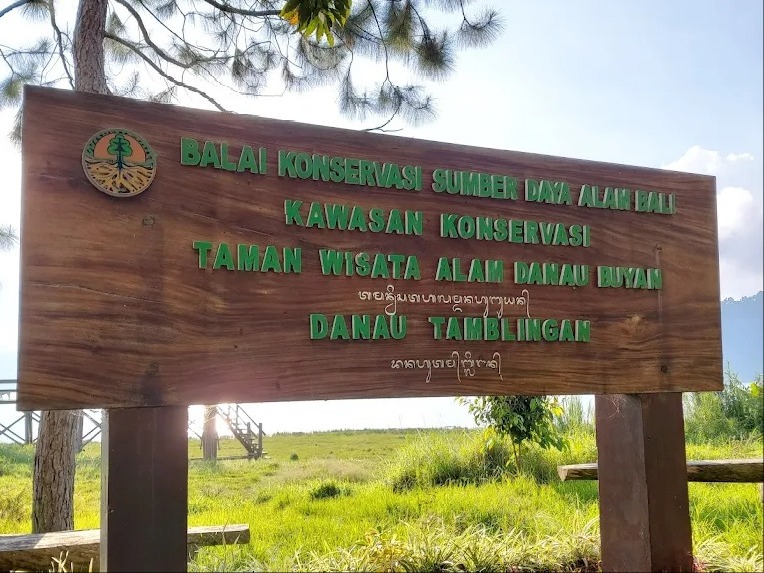 BALAI KONSERVASI SUMBER DAYA ALAM BALI
KAWASAN KONSERVASI
TAMAN WISATA ALAM DANAU BUYAN
DANAU TAMBLINGAN